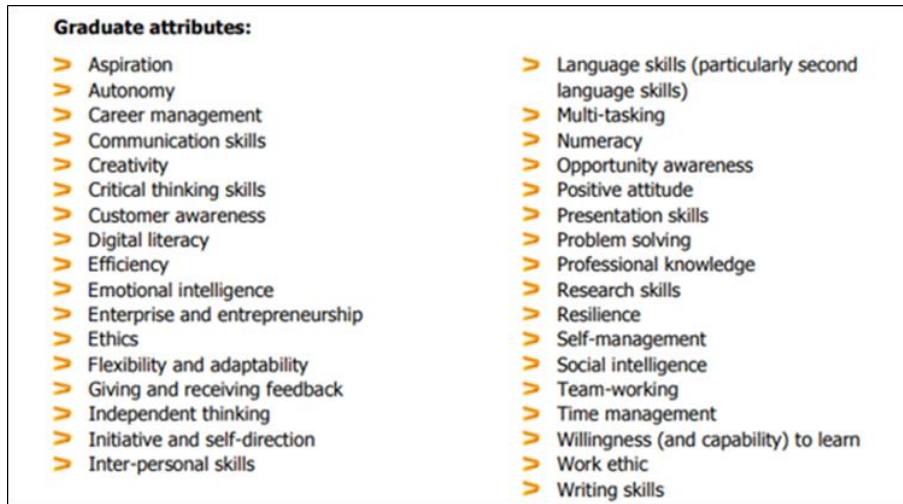 Graduate attributes:
Aspiration
Autonomy
Career management
Communication skills
Creativity
Critical thinking skills
Customer awareness
Digital literacy
Efficiency
Emotional intelligence
Enterprise and entrepreneurship
Ethics
Flexibility and adaptability
Giving and receiving feedback
Independent thinking
Initiative and self-direction
Inter-personal skills
Language skills (particularly second
language skills)
Multi-tasking
Numeracy
Opportunity awareness
Positive attitude
Presentation skills
Problem solving
Professional knowledge
Research skills
Resilience
Self-management
Social intelligence
Team-working
Time management
Willingness (and capability) to learn
Work ethic
Writing skills